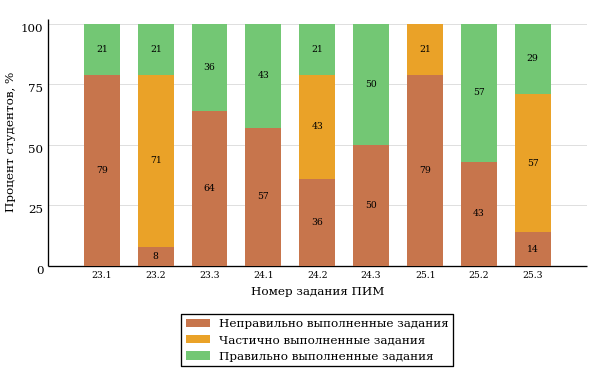 100
75
50
25
0
Процент студентов, %
21 21 36 43 21 50 21 57 29
79 71 64 57 43 50 79 43 57
8 36 14
23.1 23.2 23.3 24.1 24.2 24.3 25.1 25.2 25.3
Номер задания ПИМ
Неправильно выполненные задания
Частично выполненные задания
Правильно выполненные задания